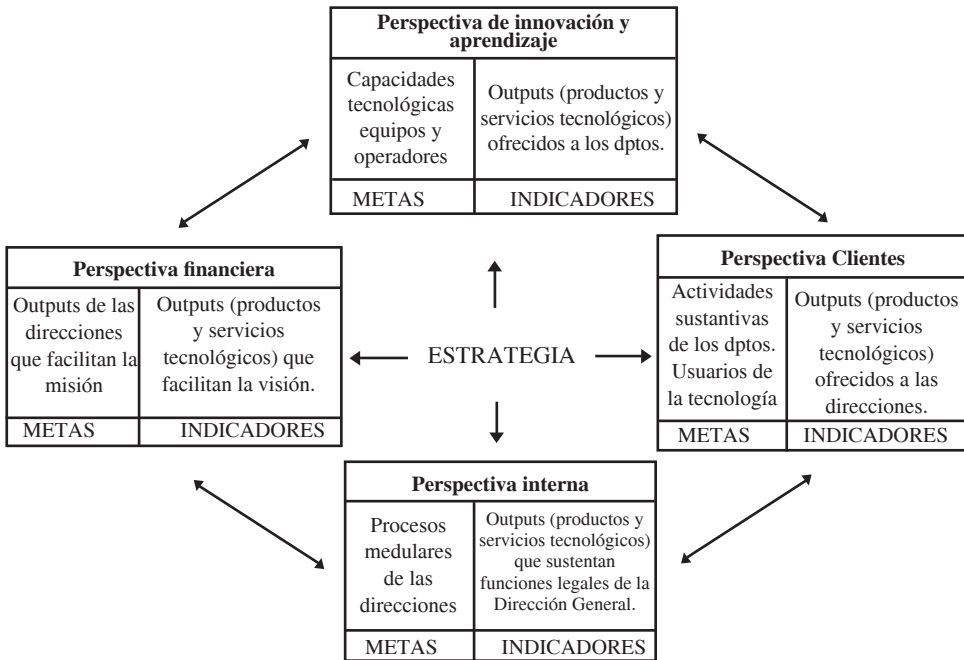 Perspectiva de innovación y
aprendizaje
Capacidades
tecnológicas
equipos y
operadores
Outputs (productos y
servicios tecnológicos)
ofrecidos a los dptos.
METAS
INDICADORES
Perspectiva financiera
Outputs de las
direcciones
que facilitan la
misión
Outputs (productos
y servicios
tecnológicos) que
facilitan la visión.
METAS
INDICADORES
ESTRATEGIA
Perspectiva Clientes
Actividades
sustantivas
de los dptos.
Usuarios de
la tecnología
Outputs (productos
y servicios
tecnológicos)
ofrecidos a las
direcciones.
METAS
INDICADORES
Perspectiva interna
Procesos
medulares
de las
direcciones
Outputs (productos y
servicios tecnológicos)
que sustentan
funciones legales de la
Dirección General.
METAS
INDICADORES